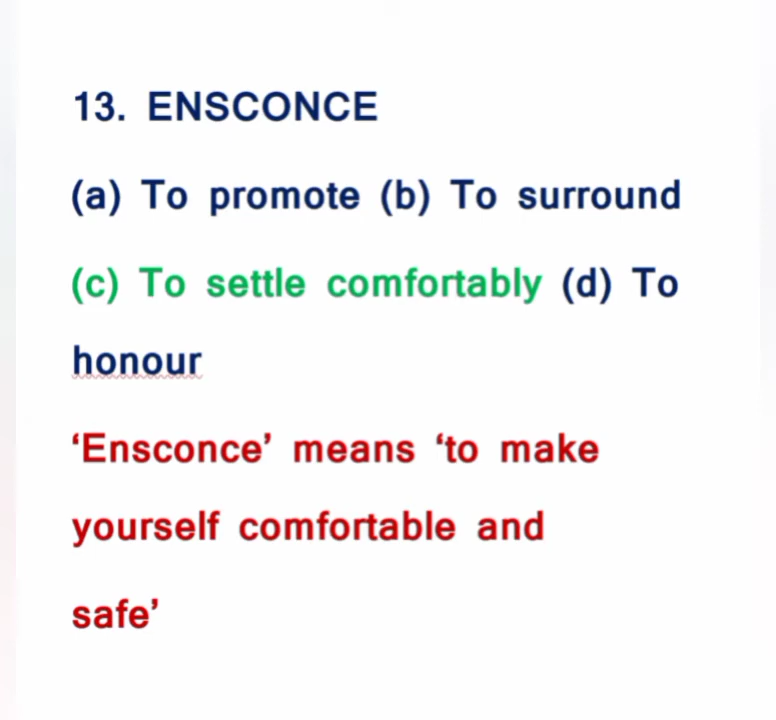 13. ENSCONCE
(a) To promote (b) To surround
(c) To settle comfortably (d) To
honour
‘Ensconce’ means ‘to make
yourself comfortable and
safe’